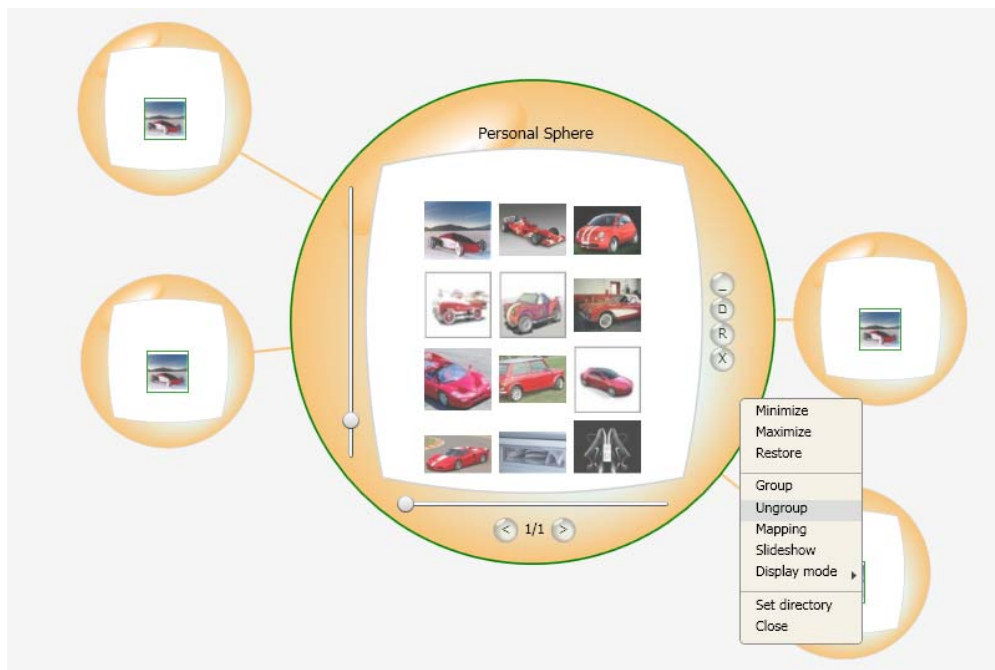 Personal Sphere
_
D
R
X
< 1/1 >
Minimize
Maximize
Restore
Group
Ungroup
Mapping
Slideshow
Display mode
Set directory
Close